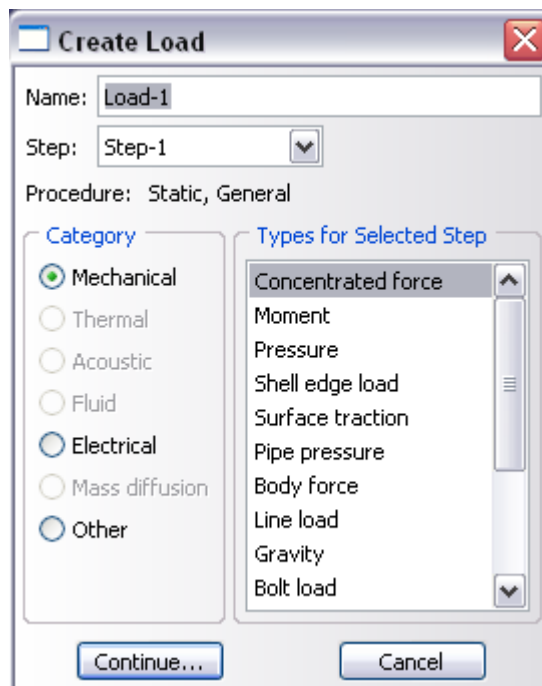 Create Load
Name: Load-1
Step: Step-1
Procedure: Static, General
Category
Mechanical
Thermal
Acoustic
Fluid
Electrical
Mass diffusion
Other
Types for Selected Step
Concentrated force
Moment
Pressure
Shell edge load
Surface traction
Pipe pressure
Body force
Line load
Gravity
Bolt load
Continue... Cancel